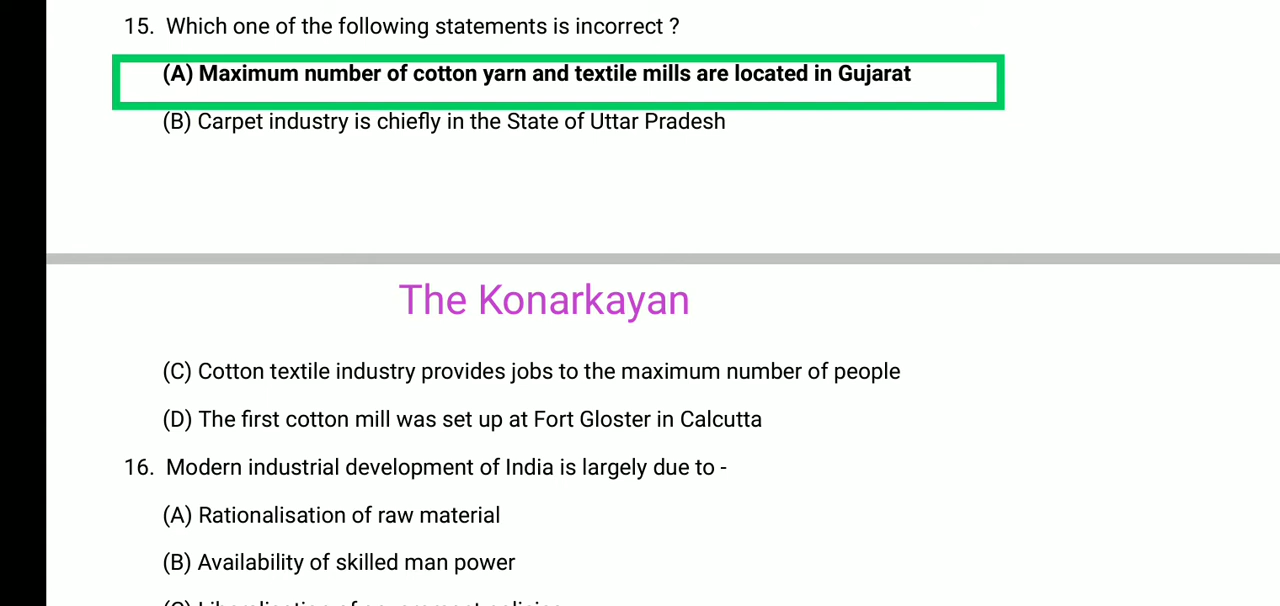 15. Which one of the following statements is incorrect ?
(A) Maximum number of cotton yarn and textile mills are located in Gujarat
(B) Carpet industry is chiefly in the State of Uttar Pradesh
The Konarkayan
(C) Cotton textile industry provides jobs to the maximum number of people
(D) The first cotton mill was set up at Fort Gloster in Calcutta
16. Modern industrial development of India is largely due to -
(A) Rationalisation of raw material
(B) Availability of skilled man power